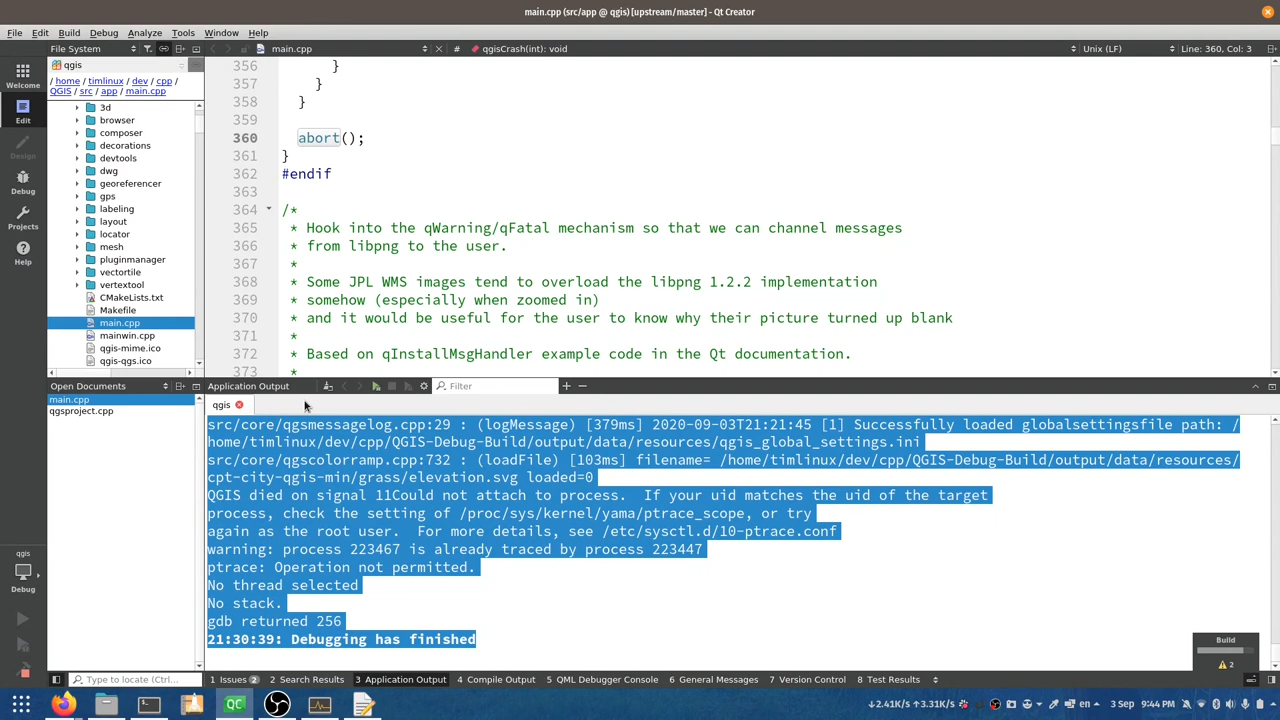 main.cpp (src/app @ qgis) [upstream/master] - Qt Creator
File Edit Build Debug Analyze Tools Window Help
File System
main.cpp
# qgisCrash(int): void
Unix (LF)
Line: 360, Col: 3
Welcome
Edit
Design
Debug
Projects
Help
qgis
Debug
qgis
/ home / timlinux / dev / cpp /
QGIS / src / app / main.cpp
3d
browser
composer
decorations
devtools
dwg
georeferencer
gps
labeling
layout
locator
mesh
pluginmanager
vectortile
vertextool
CMakeLists.txt
Makefile
main.cpp
mainwin.cpp
qgis-mime.ico
qgis-qgs.ico
Open Documents
main.cpp
qgsproject.cpp
356 }
357 }
358 }
359
360 abort();
361 }
362 #endif
363
364 /*
365 * Hook into the qWarning/qFatal mechanism so that we can channel messages
366 * from libpng to the user.
367 *
368 * Some JPL WMS images tend to overload the libpng 1.2.2 implementation
369 * somehow (especially when zoomed in)
370 * and it would be useful for the user to know why their picture turned up blank
371 *
372 * Based on qInstallMsgHandler example code in the Qt documentation.
373 *
Application Output
Filter
qgis
src/core/qgsmessagelog.cpp:29 : (logMessage) [379ms] 2020-09-03T21:21:45 [1] Successfully loaded globalsettingsfile path: /
home/timlinux/dev/cpp/QGIS-Debug-Build/output/data/resources/qgis_global_settings.ini
src/core/qgscolorramp.cpp:732 : (loadFile) [103ms] filename= /home/timlinux/dev/cpp/QGIS-Debug-Build/output/data/resources/
cpt-city-qgis-min/grass/elevation.svg loaded=0
QGIS died on signal 11Could not attach to process.  If your uid matches the uid of the target
process, check the setting of /proc/sys/kernel/yama/ptrace_scope, or try
again as the root user.  For more details, see /etc/sysctl.d/10-ptrace.conf
warning: process 223467 is already traced by process 223447
ptrace: Operation not permitted.
No thread selected
No stack.
gdb returned 256
21:30:39: Debugging has finished
Build
2
Type to locate (Ctrl...
1 Issues 2
2 Search Results
3 Application Output
4 Compile Output
5 QML Debugger Console
6 General Messages
7 Version Control
8 Test Results
QC
↓2.41K/s ↑3.31K/s
en
3 Sep 9:44 PM